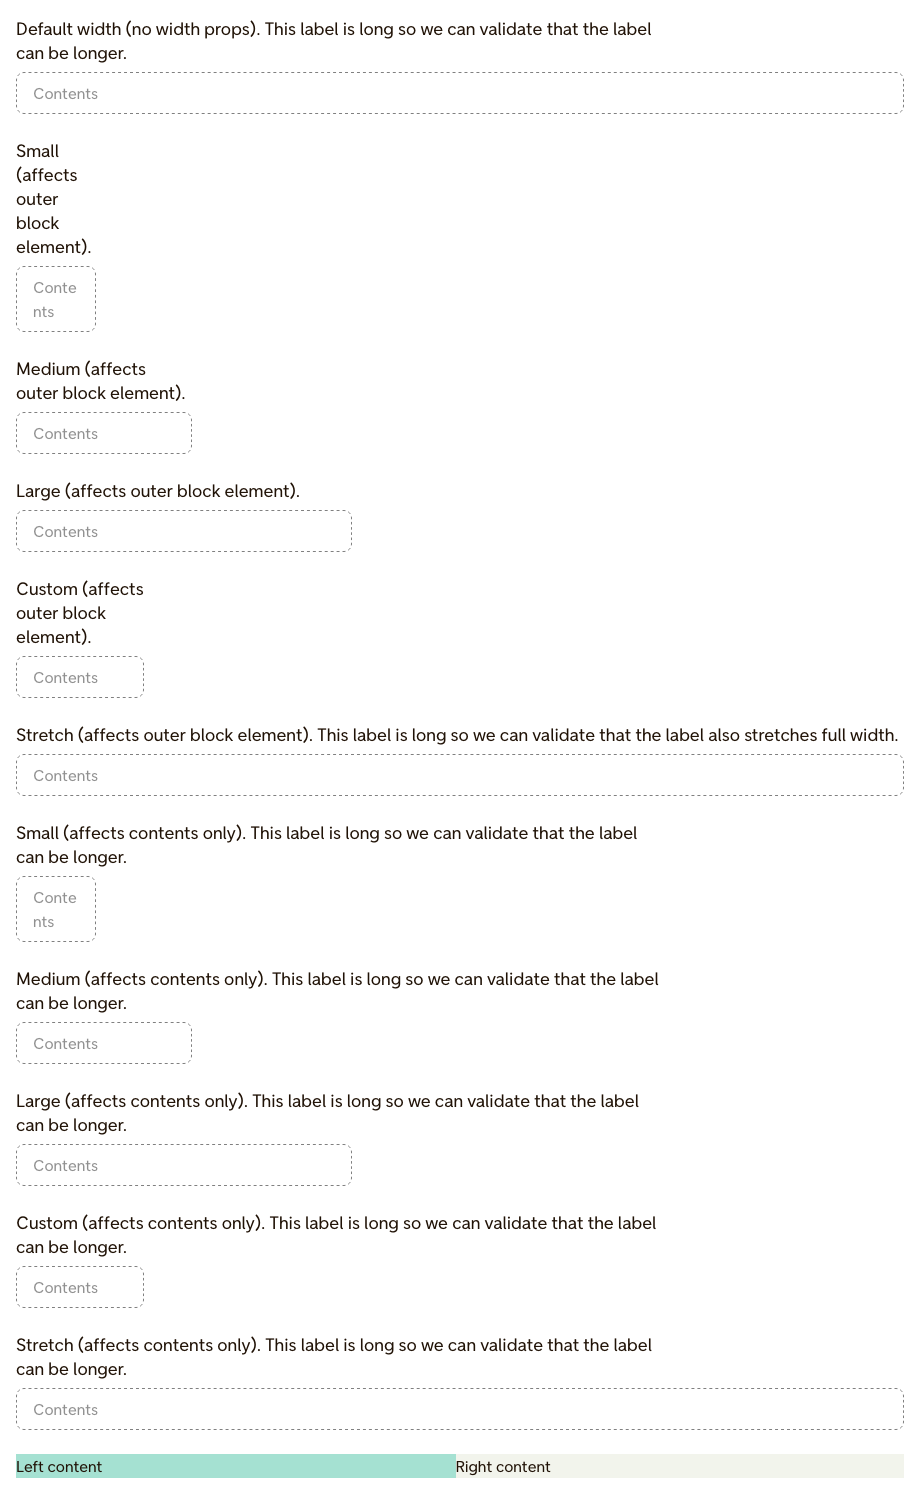 Default width (no width props). This label is long so we can validate that the label
can be longer.
Contents
Small
(affects
outer
block
element).
Conte
nts
Medium (affects
outer block element).
Contents
Large (affects outer block element).
Contents
Custom (affects
outer block
element).
Contents
Stretch (affects outer block element). This label is long so we can validate that the label also stretches full width.
Contents
Small (affects contents only). This label is long so we can validate that the label
can be longer.
Conte
nts
Medium (affects contents only). This label is long so we can validate that the label
can be longer.
Contents
Large (affects contents only). This label is long so we can validate that the label
can be longer.
Contents
Custom (affects contents only). This label is long so we can validate that the label
can be longer.
Contents
Stretch (affects contents only). This label is long so we can validate that the label
can be longer.
Contents
Left content
Right content